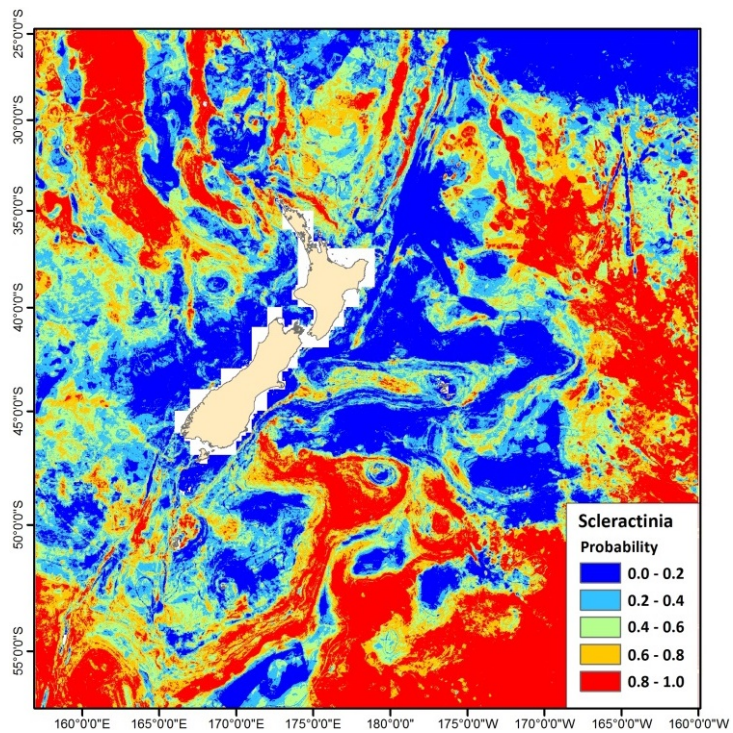 25°0'0"S
30°0'0"S
35°0'0"S
40°0'0"S
45°0'0"S
50°0'0"S
55°0'0"S
Scleractinia
Probability
0.0 - 0.2
0.2 - 0.4
0.4 - 0.6
0.6 - 0.8
0.8 - 1.0
160°0'0"E
165°0'0"E
170°0'0"E
175°0'0"E
180°0'0"
175°0'0"W
170°0'0"W
165°0'0"W
160°0'0"W